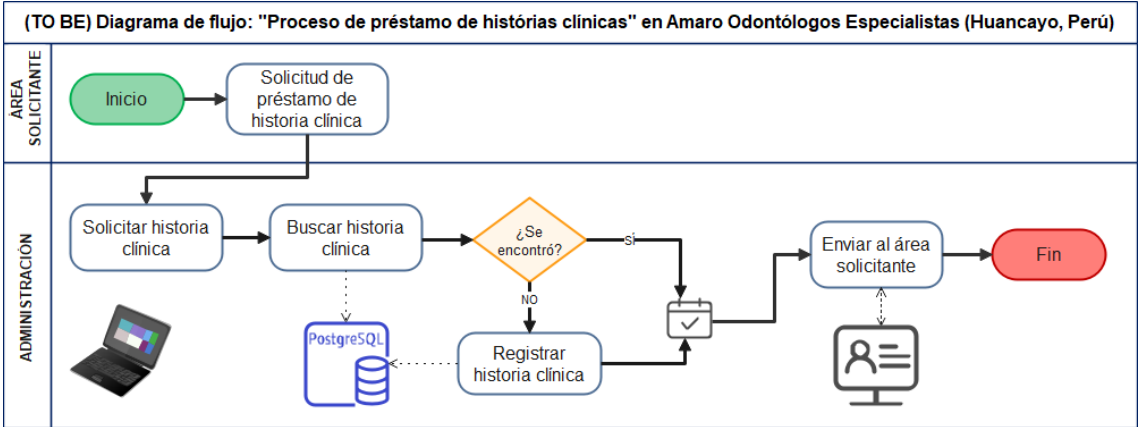 (TO BE) Diagrama de flujo: "Proceso de préstamo de histórias clínicas" en Amaro Odontólogos Especialistas (Huancayo, Perú)
ÀREA
SOLICITANTE
Inicio
Solicitud de
préstamo de
historia clínica
ADMINISTRACIÓN
Solicitar historia
clínica
Buscar historia
clínica
¿Se
encontró?
SÍ
NO
Enviar al área
solicitante
Fin
PostgreSQL
Registrar
historia clínica